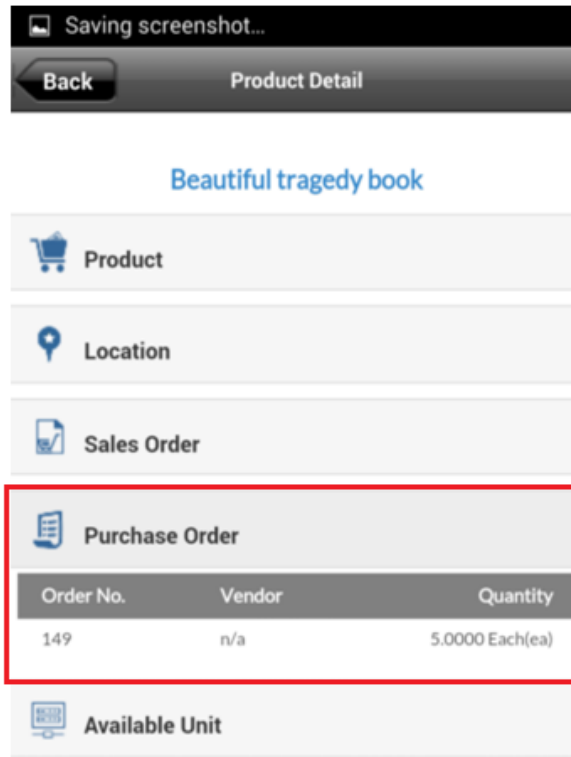 Saving screenshot...
Back Product Detail
Beautiful tragedy book
Product
Location
Sales Order
Purchase Order
Order No. Vendor Quantity
149 n/a 5.0000 Each(ea)
Available Unit